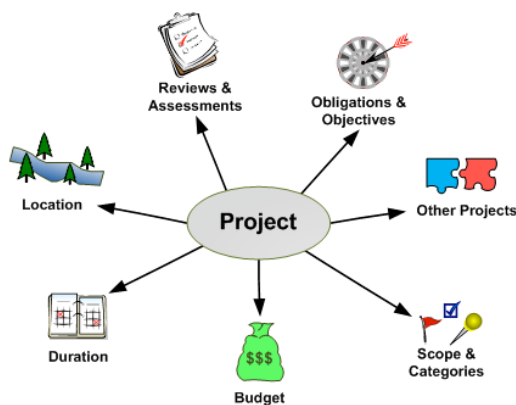 Reviews &
Assessments
Obligations &
Objectives
Location
Project
Other Projects
Duration
$$$
Budget
Scope &
Categories